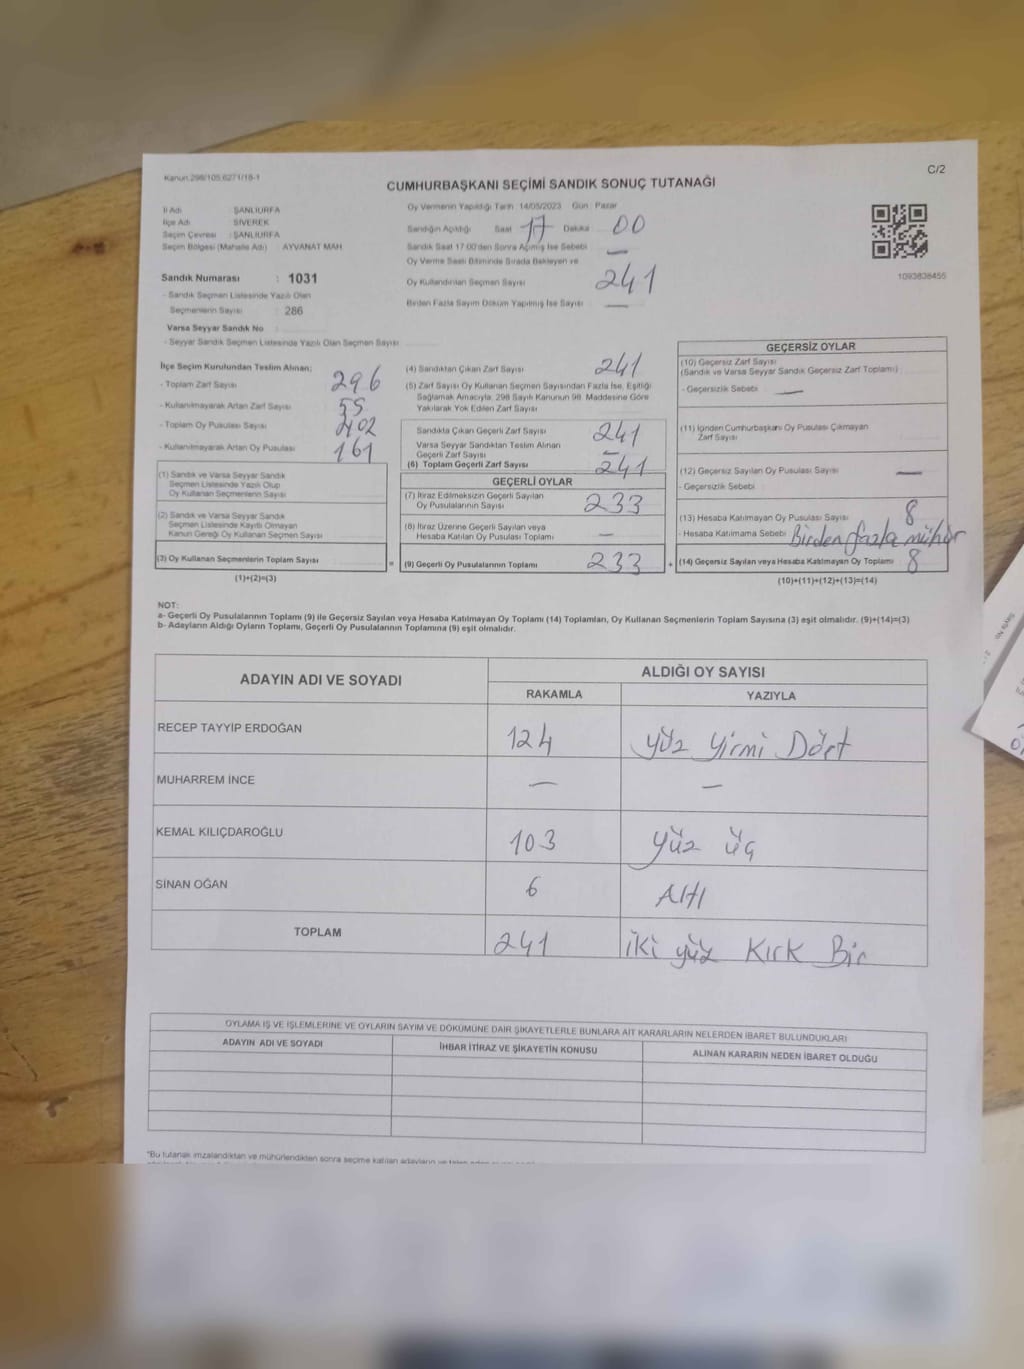 Kanun 298/105.6271/18-1
C/2
CUMHURBAŞKANI SEÇİMİ SANDIK SONUÇ TUTANAĞI
İl Adı : ŞANLIURFA
İlçe Adı : SİVEREK
Seçim Çevresi : ŞANLIURFA
Seçim Bölgesi (Mahalle Adı) AYVANAT MAH.
Sandık Numarası : 1031
- Sandık Seçmen Listesinde Yazılı Olan
Seçmenlerin Sayısı : 286
Varsa Seyyar Sandık No :
- Seyyar Sandık Seçmen Listesinde Yazılı Olan Seçmen Sayısı
Oy Vermenin Yapıldığı Tarih 14/05/2023 Gün : Pazar
Sandığın Açıldığı Saat 17 Dakika 00
Sandık Saat 17.00'den Sonra Açılmış İse Sebebi —
Oy Verme Saati Bitiminde Sırada Bekleyen ve
Oy Kullandırılan Seçmen Sayısı 241
Birden Fazla Sayım Döküm Yapılmış İse Sayısı —
1093838455
İlçe Seçim Kurulundan Teslim Alınan;
- Toplam Zarf Sayısı 296
- Kullanılmayarak Artan Zarf Sayısı 55
- Toplam Oy Pusulası Sayısı 402
- Kullanılmayarak Artan Oy Pusulası 161
(1) Sandık ve Varsa Seyyar Sandık
Seçmen Listesinde Yazılı Olup
Oy Kullanan Seçmenlerin Sayısı
(2) Sandık ve Varsa Seyyar Sandık
Seçmen Listesinde Kayıtlı Olmayan
Kanun Gereği Oy Kullanan Seçmen Sayısı
(3) Oy Kullanan Seçmenlerin Toplam Sayısı
(1)+(2)=(3)
=
(4) Sandıktan Çıkan Zarf Sayısı 241
(5) Zarf Sayısı Oy Kullanan Seçmen Sayısından Fazla İse, Eşitliği
Sağlamak Amacıyla, 298 Sayılı Kanunun 98. Maddesine Göre
Yakılarak Yok Edilen Zarf Sayısı
Sandıkta Çıkan Geçerli Zarf Sayısı 241
Varsa Seyyar Sandıktan Teslim Alınan
Geçerli Zarf Sayısı —
(6) Toplam Geçerli Zarf Sayısı 241
GEÇERLİ OYLAR
(7) İtiraz Edilmeksizin Geçerli Sayılan
Oy Pusulalarının Sayısı 233
(8) İtiraz Üzerine Geçerli Sayılan veya
Hesaba Katılan Oy Pusulası Toplamı —
(9) Geçerli Oy Pusulalarının Toplamı 233
+
GEÇERSİZ OYLAR
(10) Geçersiz Zarf Sayısı
(Sandık ve Varsa Seyyar Sandık Geçersiz Zarf Toplamı)
- Geçersizlik Sebebi —
(11) İçinden Cumhurbaşkanı Oy Pusulası Çıkmayan
Zarf Sayısı
(12) Geçersiz Sayılan Oy Pusulası Sayısı —
- Geçersizlik Sebebi
(13) Hesaba Katılmayan Oy Pusulası Sayısı 8
- Hesaba Katılmama Sebebi Birden fazla mühür
(14) Geçersiz Sayılan veya Hesaba Katılmayan Oy Toplamı 8
(10)+(11)+(12)+(13)=(14)
NOT:
a- Geçerli Oy Pusulalarının Toplamı (9) ile Geçersiz Sayılan veya Hesaba Katılmayan Oy Toplamı (14) Toplamları, Oy Kullanan Seçmenlerin Toplam Sayısına (3) eşit olmalıdır. (9)+(14)=(3)
b- Adayların Aldığı Oyların Toplamı, Geçerli Oy Pusulalarının Toplamına (9) eşit olmalıdır.
ADAYIN ADI VE SOYADI
ALDIĞI OY SAYISI
RAKAMLA YAZIYLA
RECEP TAYYİP ERDOĞAN 124 Yüz Yirmi Dört
MUHARREM İNCE — —
KEMAL KILIÇDAROĞLU 103 Yüz üç
SİNAN OĞAN 6 Altı
TOPLAM 241 iki yüz Kırk Bir
OYLAMA İŞ VE İŞLEMLERİNE VE OYLARIN SAYIM VE DÖKÜMÜNE DAİR ŞİKAYETLERLE BUNLARA AİT KARARLARIN NELERDEN İBARET BULUNDUKLARI
ADAYIN ADI VE SOYADI İHBAR İTİRAZ VE ŞİKAYETİN KONUSU ALINAN KARARIN NEDEN İBARET OLDUĞU
"Bu tutanak imzalandıktan ve mühürlendikten sonra seçime katılan adayların ve